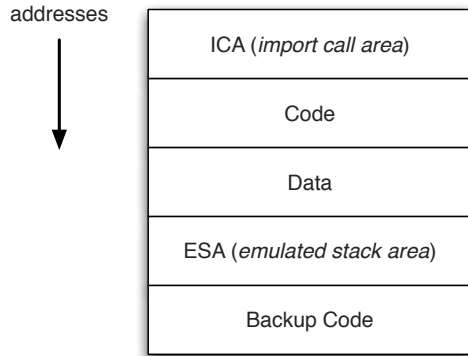 addresses
ICA (import call area)
Code
Data
ESA (emulated stack area)
Backup Code